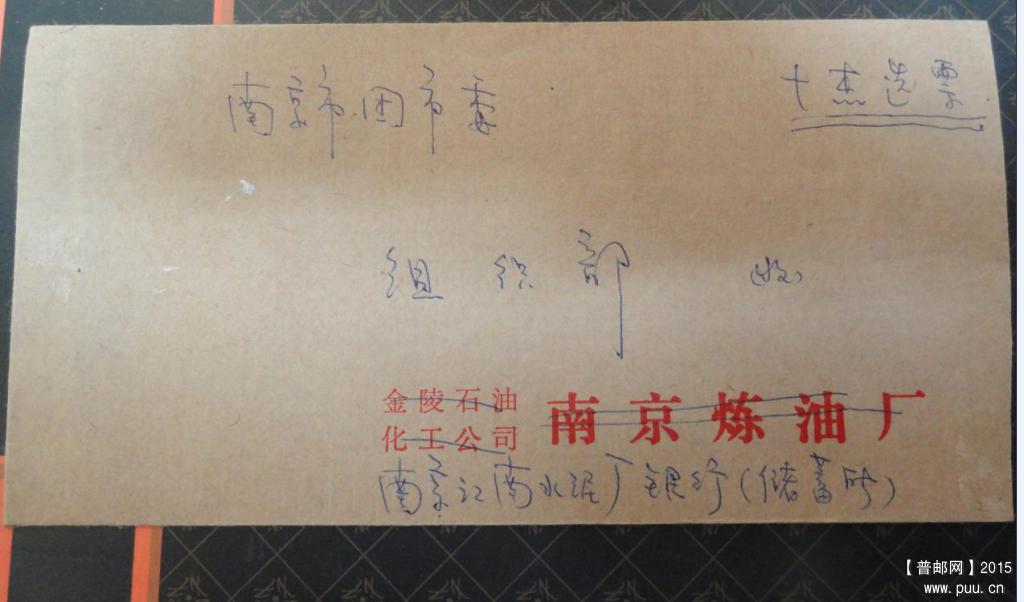 十杰选票
南京市团市委
组织部 收
金陵石油
化工公司
南京炼油厂
南京江南水泥厂银行(储蓄所)
【普邮网】2015
www.puu.cn